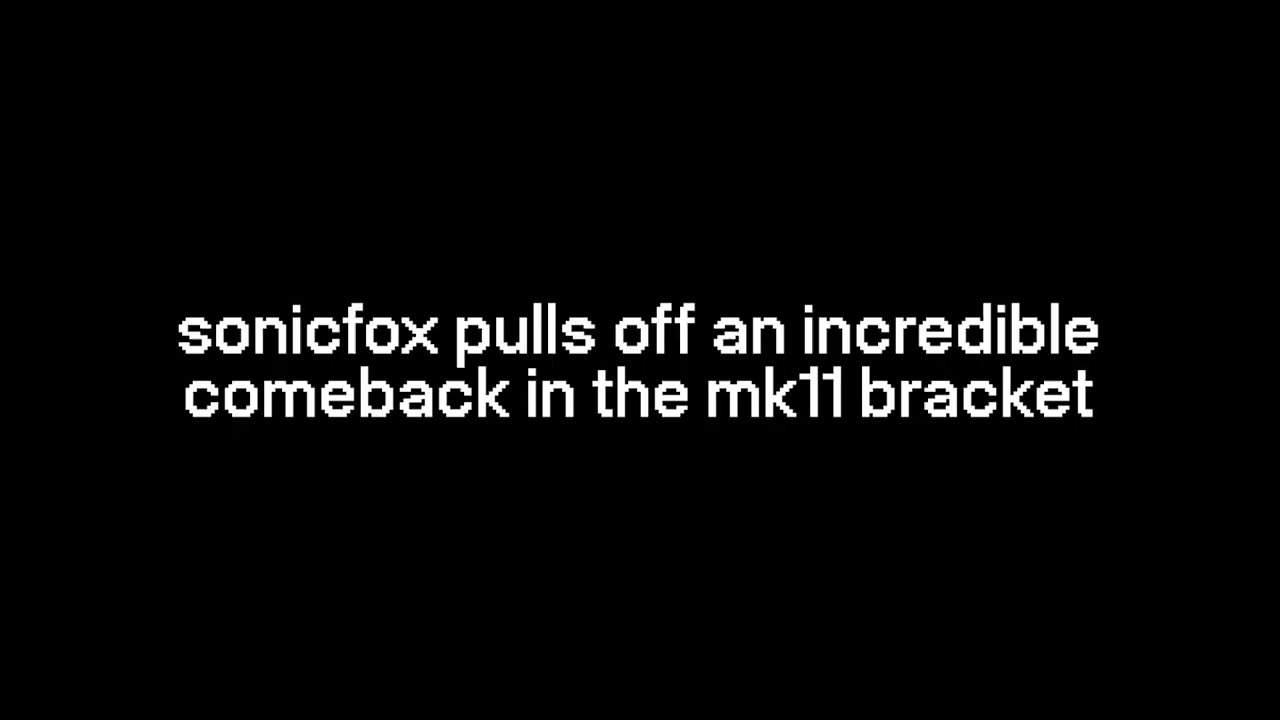 sonicfox pulls off an incredible
comeback in the mk11 bracket